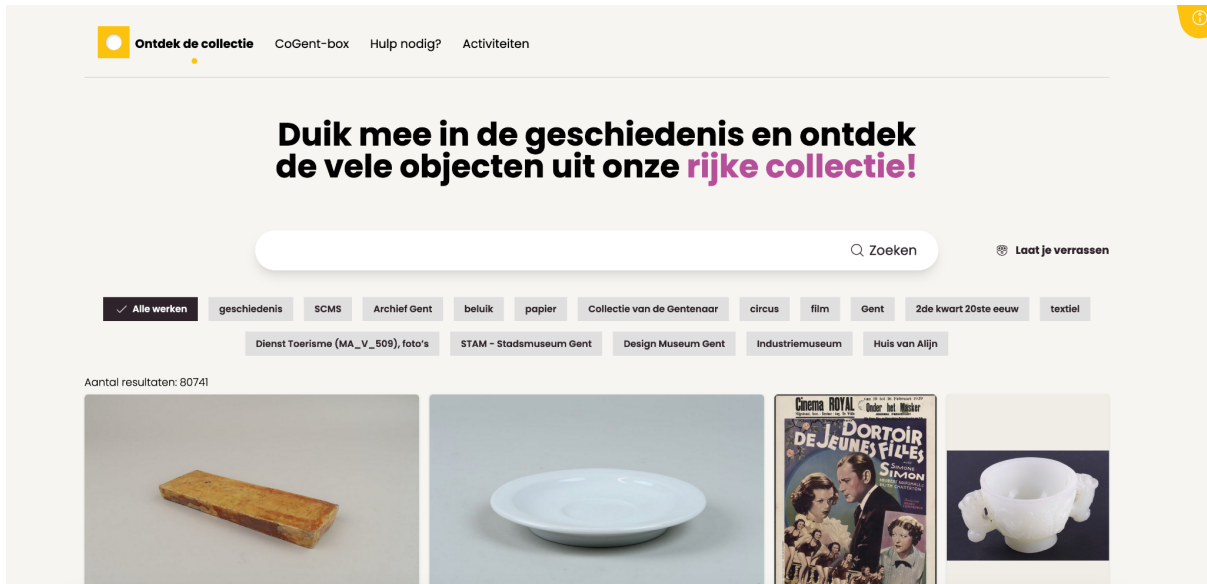 Ontdek de collectie CoGent-box Hulp nodig? Activiteiten
Duik mee in de geschiedenis en ontdek
de vele objecten uit onze rijke collectie!
Zoeken
Laat je verrassen
Alle werken geschiedenis SCMS Archief Gent beluik papier Collectie van de Gentenaar circus film Gent 2de kwart 20ste eeuw textiel
Dienst Toerisme (MA_V_509), foto's STAM - Stadsmuseum Gent Design Museum Gent Industriemuseum Huis van Alijn
Aantal resultaten: 80741
Cinema ROYAL
Onder het Masker
DORTOIR
DE JEUNES FILLES
SIMONE
SIMON